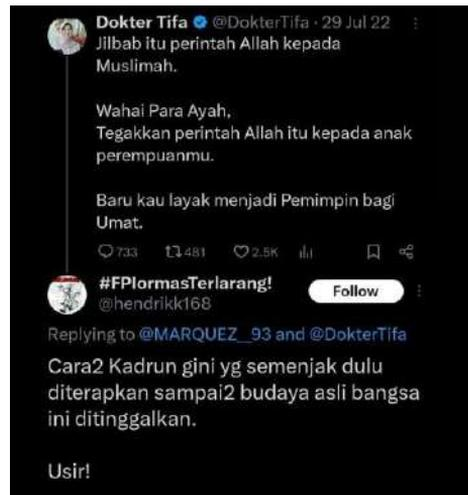 Dokter Tifa @DokterTifa · 29 Jul 22
Jilbab itu perintah Allah kepada
Muslimah.
Wahai Para Ayah,
Tegakkan perintah Allah itu kepada anak
perempuanmu.
Baru kau layak menjadi Pemimpin bagi
Umat.
733 481 2.5K
#FPIormasTerlarang!
Follow
@hendrikk168
Replying to @MARQUEZ__93 and @DokterTifa
Cara2 Kadrun gini yg semenjak dulu
diterapkan sampai2 budaya asli bangsa
ini ditinggalkan.
Usir!